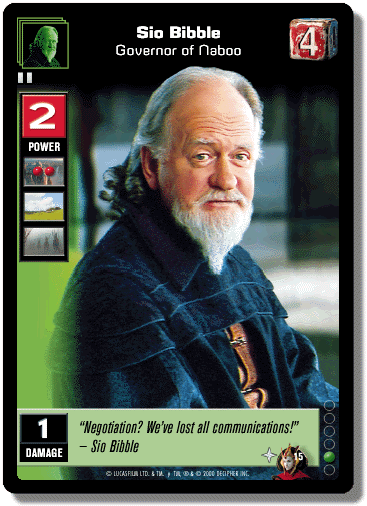 Sio Bibble
Governor of Naboo
4
2
POWER
1
DAMAGE
“Negotiation? We've lost all communications!”
– Sio Bibble
15
© LUCASFILM LTD. & TM. TM, ® & © 2000 DECIPHER INC.